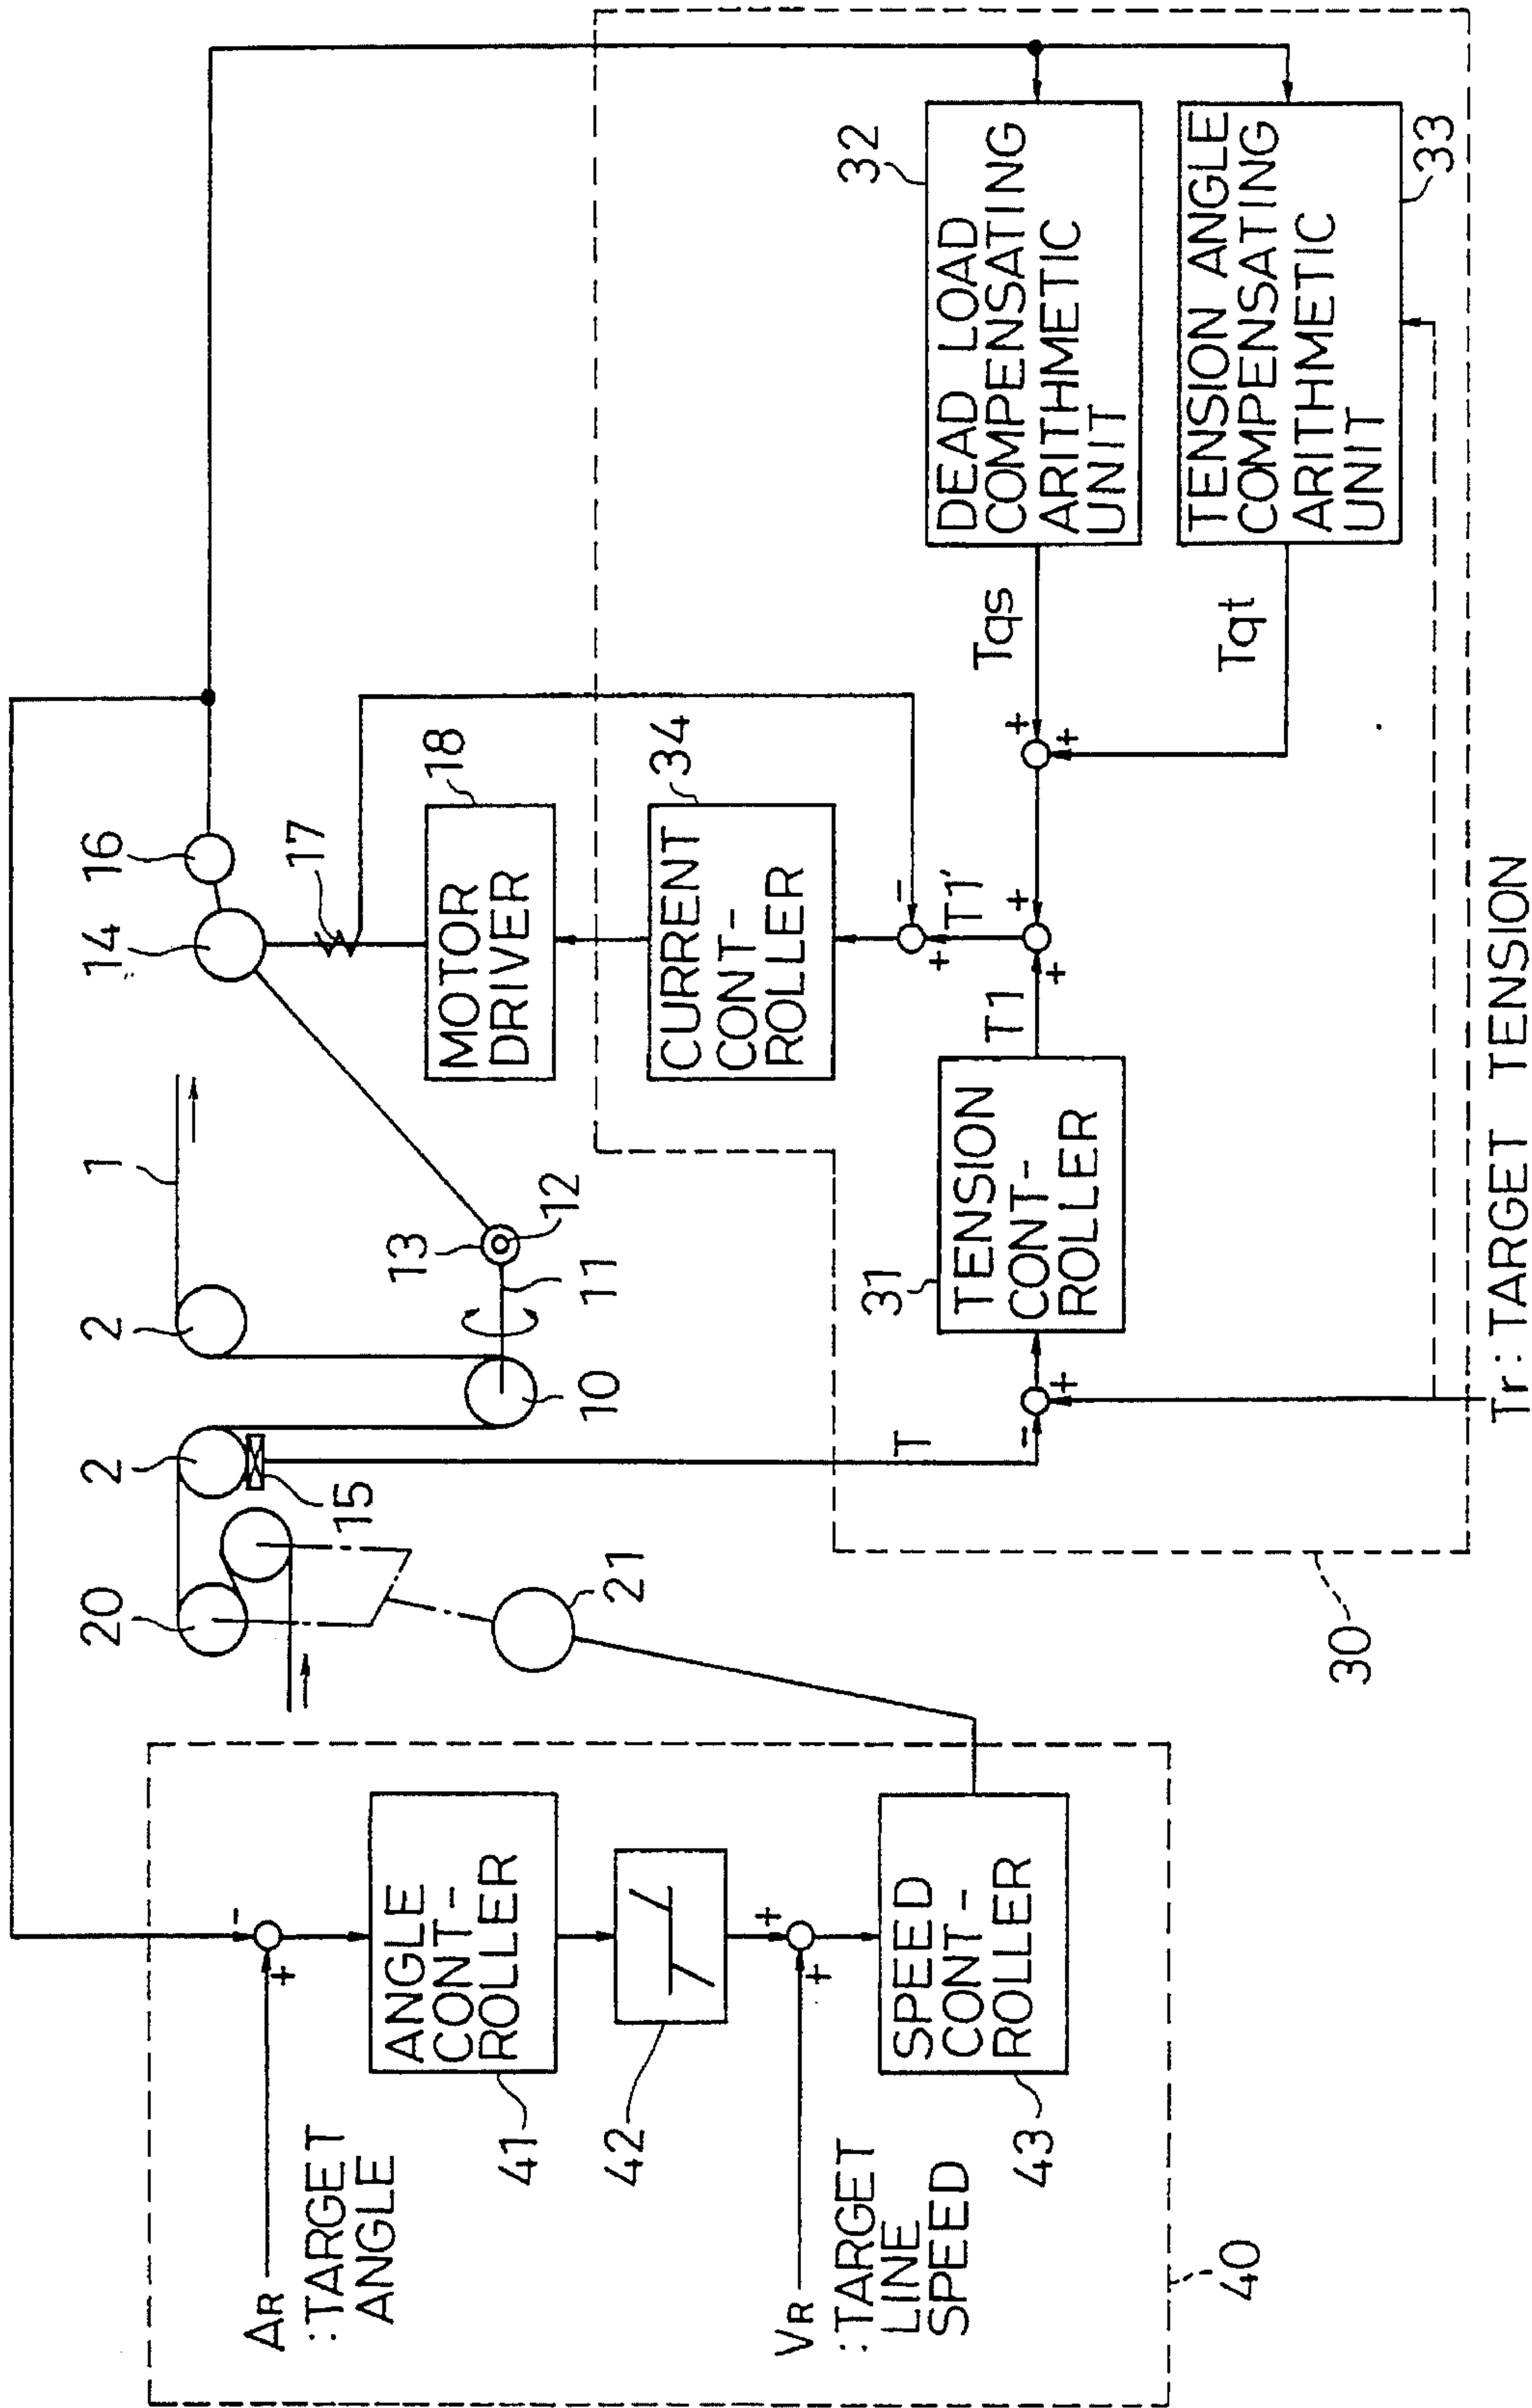 AR
:TARGET
ANGLE
41
ANGLE
CONT-
ROLLER
-
+
42
VR
:TARGET
LINE
SPEED
+
+
43
SPEED
CONT-
ROLLER
40
20
2
2
1
15
21
10
11
12
13
14
16
17
18
MOTOR
DRIVER
34
CURRENT
CONT-
ROLLER
T
-
+
31
TENSION
CONT-
ROLLER
T1
+
+
T1'
+
-
Tqs
+
+
Tqt
32
DEAD LOAD
COMPENSATING
ARITHMETIC
UNIT
33
TENSION ANGLE
COMPENSATING
ARITHMETIC
UNIT
30
Tr: TARGET TENSION